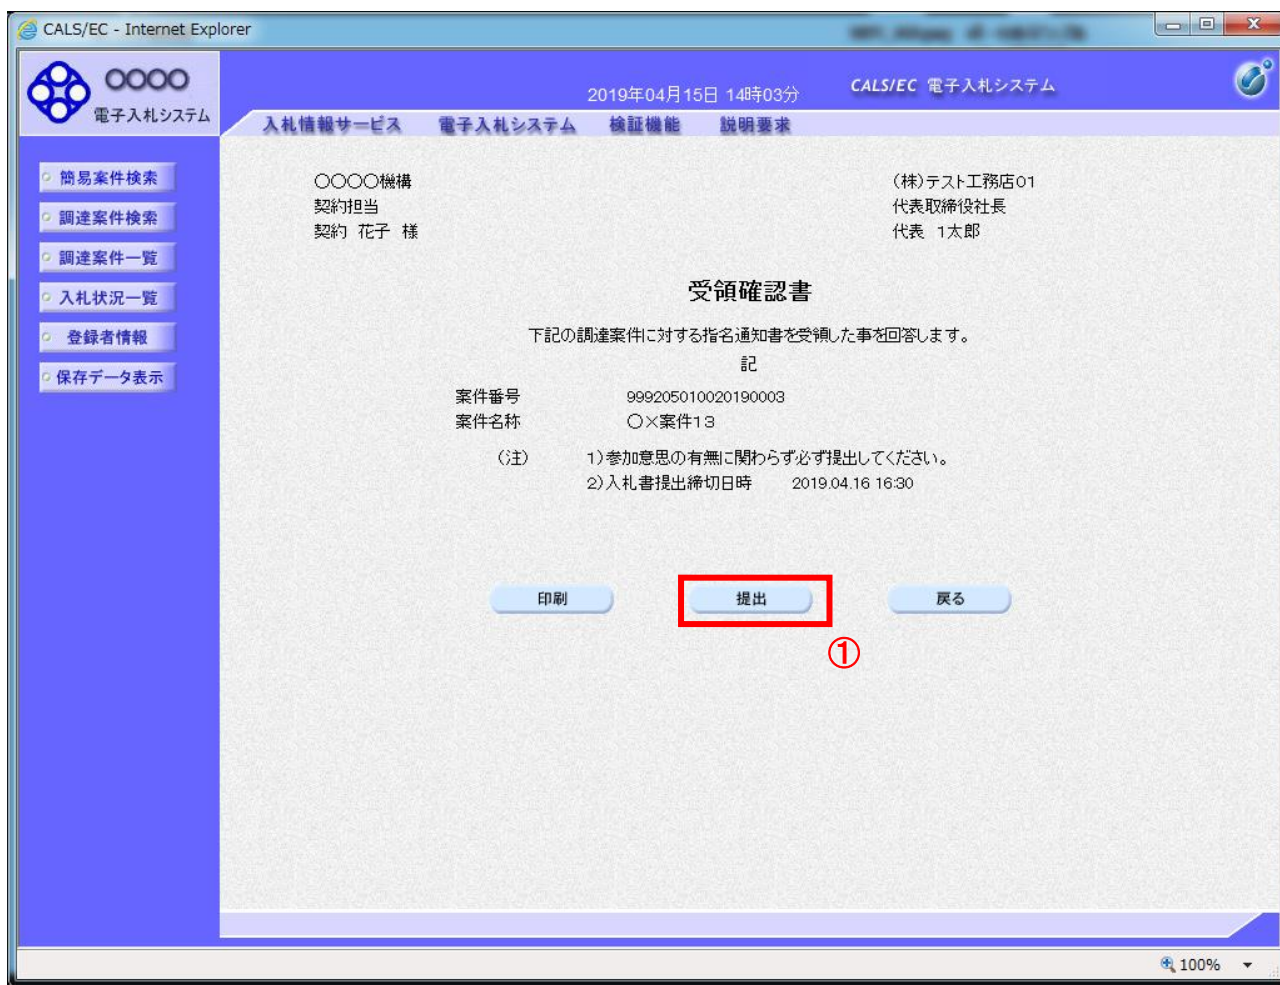 CALS/EC - Internet Explorer
○○○○
電子入札システム
2019年04月15日 14時03分
CALS/EC 電子入札システム
入札情報サービス 電子入札システム 検証機能 説明要求
簡易案件検索
調達案件検索
調達案件一覧
入札状況一覧
登録者情報
保存データ表示
○○○○機構
契約担当
契約 花子 様
(株)テスト工務店01
代表取締役社長
代表 1太郎
受領確認書
下記の調達案件に対する指名通知書を受領した事を回答します。
記
案件番号 999205010020190003
案件名称 ○×案件13
(注) 1)参加意思の有無に関わらず必ず提出してください。
2)入札書提出締切日時 2019.04.16 16:30
印刷 提出 戻る
①
100%